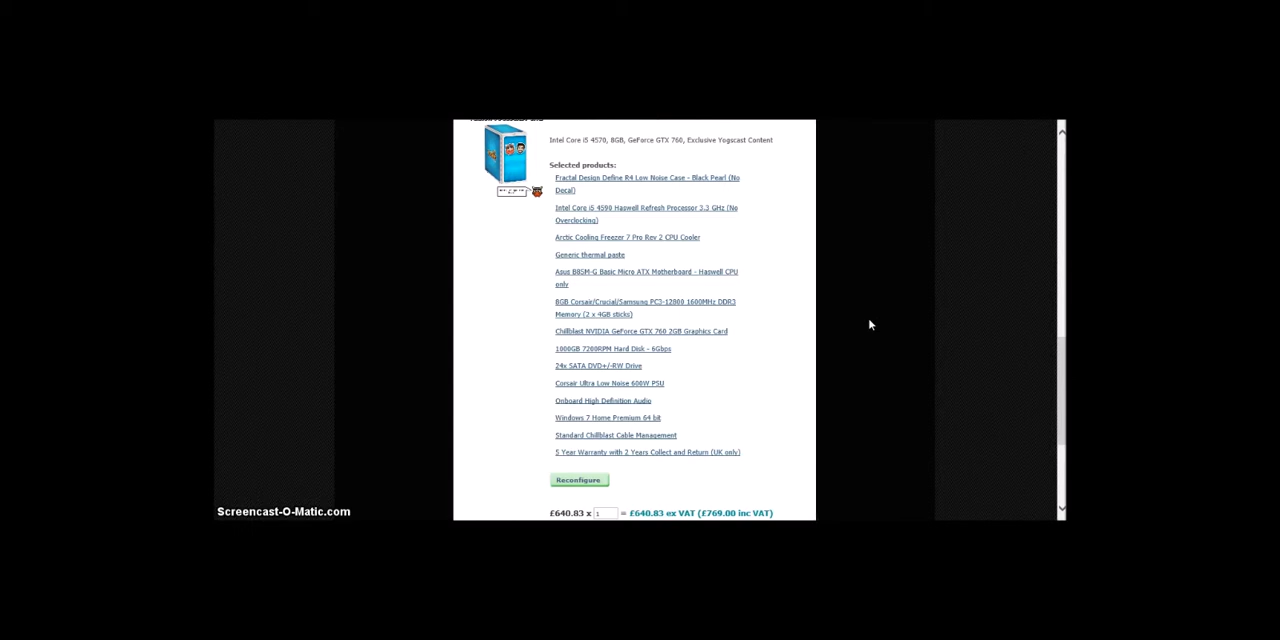 Intel Core i5 4570, 8GB, GeForce GTX 760, Exclusive Yogscast Content
Selected products:
Fractal Design Define R4 Low Noise Case - Black Pearl (No
Decal)
Intel Core i5 4590 Haswell Refresh Processor 3.3 GHz (No
Overclocking)
Arctic Cooling Freezer 7 Pro Rev 2 CPU Cooler
Generic thermal paste
Asus B85M-G Basic Micro ATX Motherboard - Haswell CPU
only
8GB Corsair/Crucial/Samsung PC3-12800 1600MHz DDR3
Memory (2 x 4GB sticks)
Chillblast NVIDIA GeForce GTX 760 2GB Graphics Card
1000GB 7200RPM Hard Disk - 6Gbps
24x SATA DVD+/-RW Drive
Corsair Ultra Low Noise 600W PSU
Onboard High Definition Audio
Windows 7 Home Premium 64 bit
Standard Chillblast Cable Management
5 Year Warranty with 2 Years Collect and Return (UK only)
Reconfigure
£640.83 x 1 = £640.83 ex VAT (£769.00 inc VAT)
Screencast-O-Matic.com